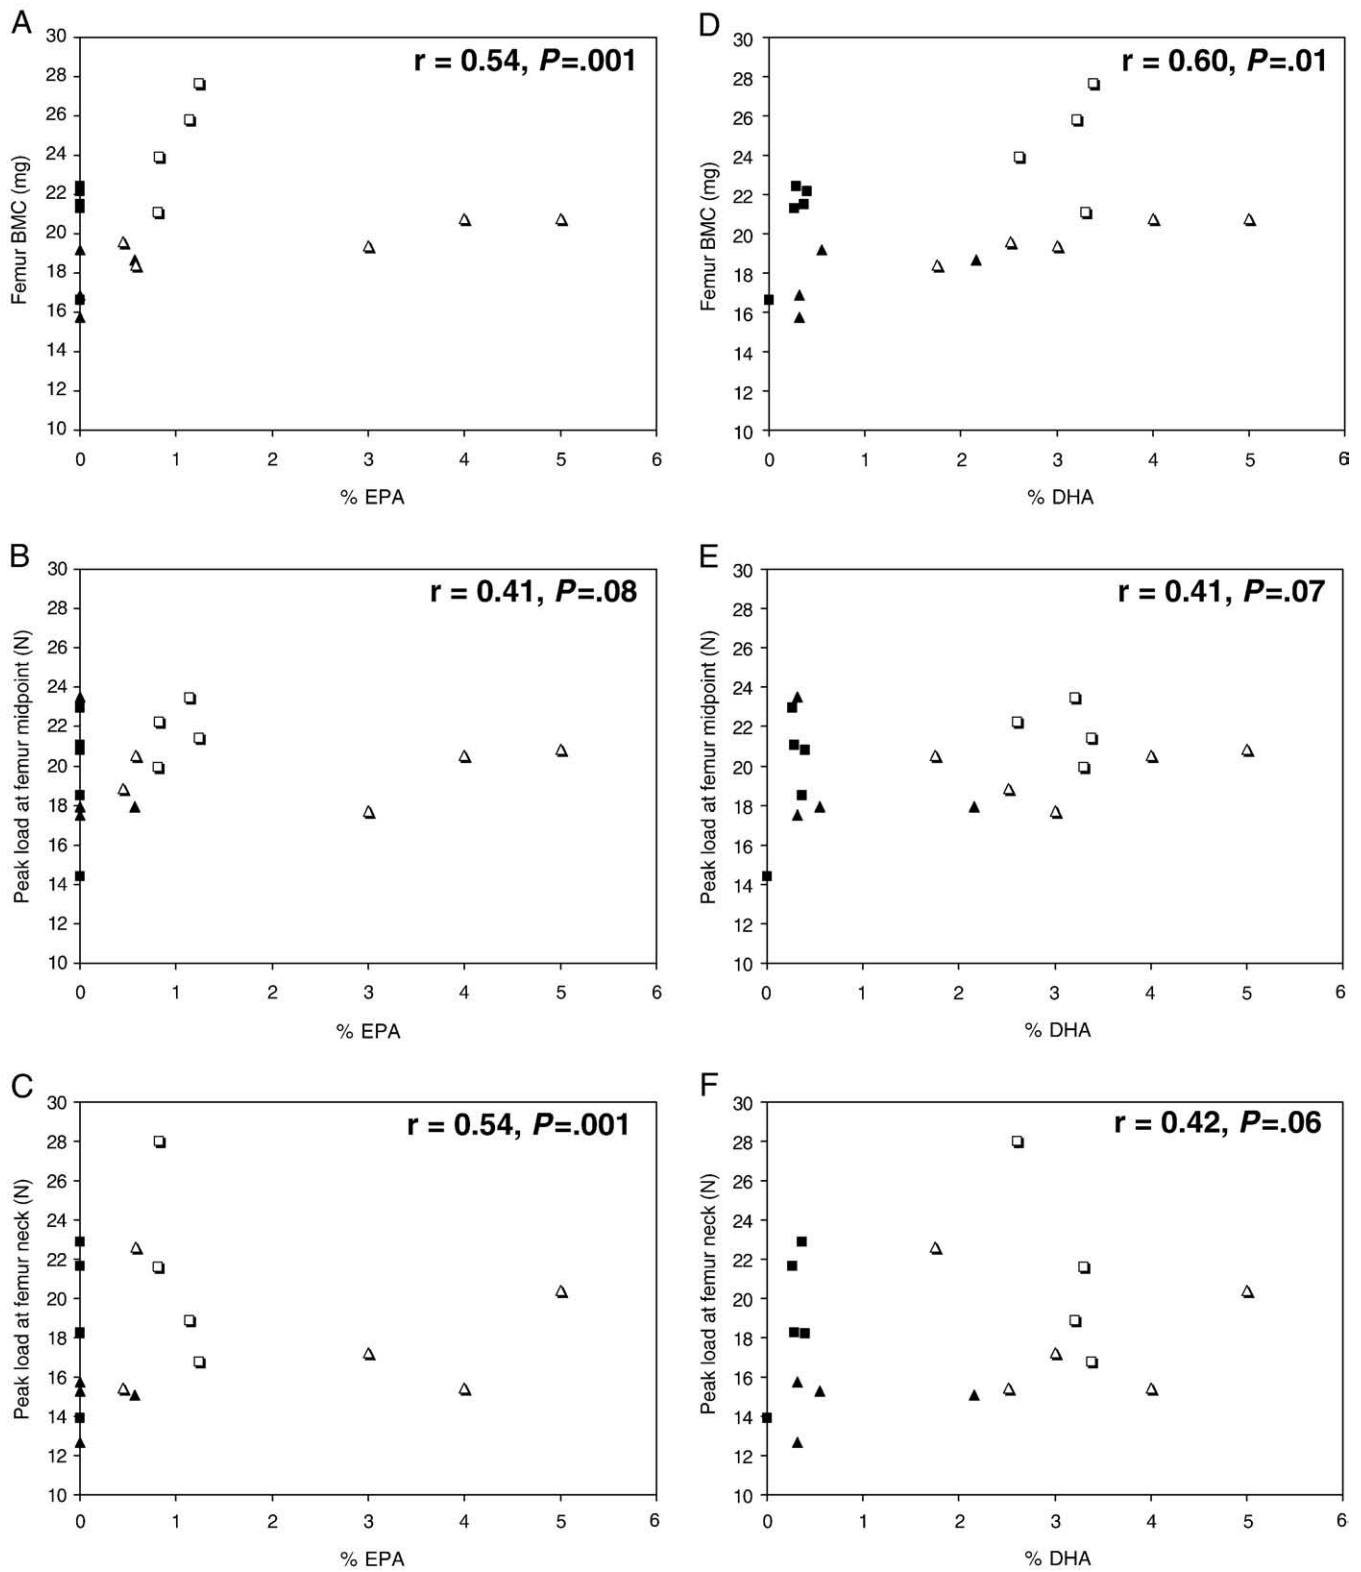 A
D
r = 0.54, P=.001
r = 0.60, P=.01
30
28
26
24
22
20
18
16
14
12
10
Femur BMC (mg)
0 1 2 3 4 5 6
% EPA
30
28
26
24
22
20
18
16
14
12
10
Femur BMC (mg)
0 1 2 3 4 5 6
% DHA
B
E
r = 0.41, P=.08
r = 0.41, P=.07
30
28
26
24
22
20
18
16
14
12
10
Peak load at femur midpoint (N)
0 1 2 3 4 5 6
% EPA
30
28
26
24
22
20
18
16
14
12
10
Peak load at femur midpoint (N)
0 1 2 3 4 5 6
% DHA
C
F
r = 0.54, P=.001
r = 0.42, P=.06
30
28
26
24
22
20
18
16
14
12
10
Peak load at femur neck (N)
0 1 2 3 4 5 6
% EPA
30
28
26
24
22
20
18
16
14
12
10
Peak load at femur neck (N)
0 1 2 3 4 5 6
% DHA